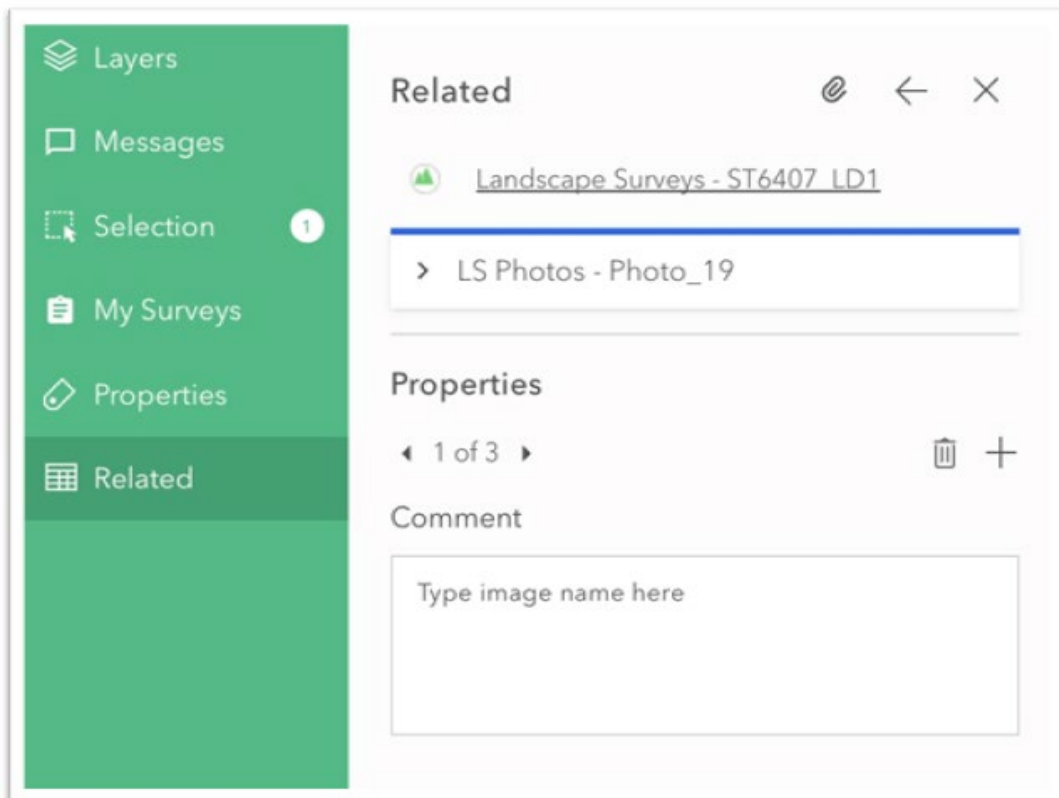 Layers
Messages
Selection 1
My Surveys
Properties
Related
Related
Landscape Surveys - ST6407_LD1
LS Photos - Photo_19
Properties
1 of 3
Comment
Type image name here